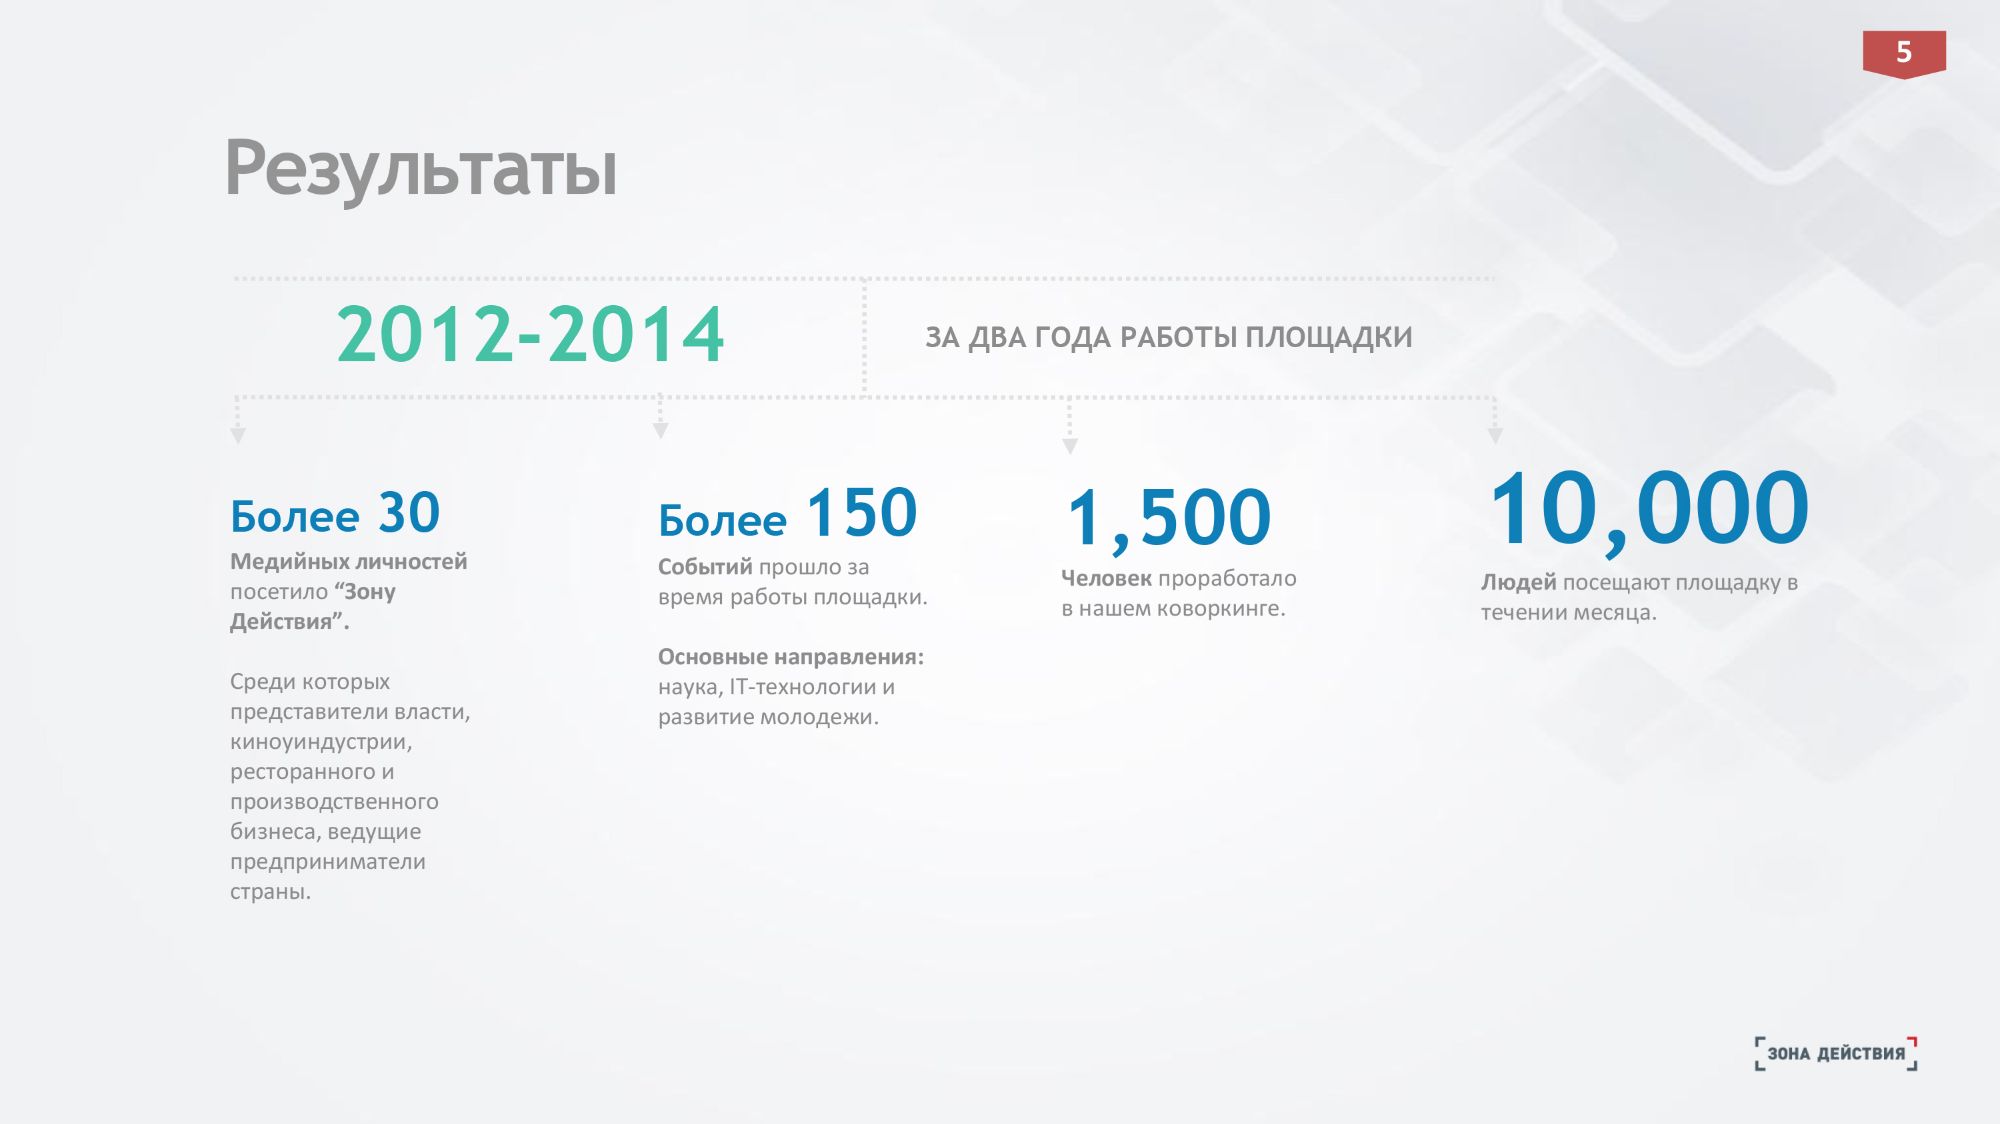 5
Результаты
2012-2014
ЗА ДВА ГОДА РАБОТЫ ПЛОЩАДКИ
Более 30
Медийных личностей
посетило “Зону
Действия”.
Среди которых
представители власти,
киноуиндустрии,
ресторанного и
производственного
бизнеса, ведущие
предприниматели
страны.
Более 150
Событий прошло за
время работы площадки.
Основные направления:
наука, IT-технологии и
развитие молодежи.
1,500
Человек проработало
в нашем коворкинге.
10,000
Людей посещают площадку в
течении месяца.
ЗОНА ДЕЙСТВИЯ